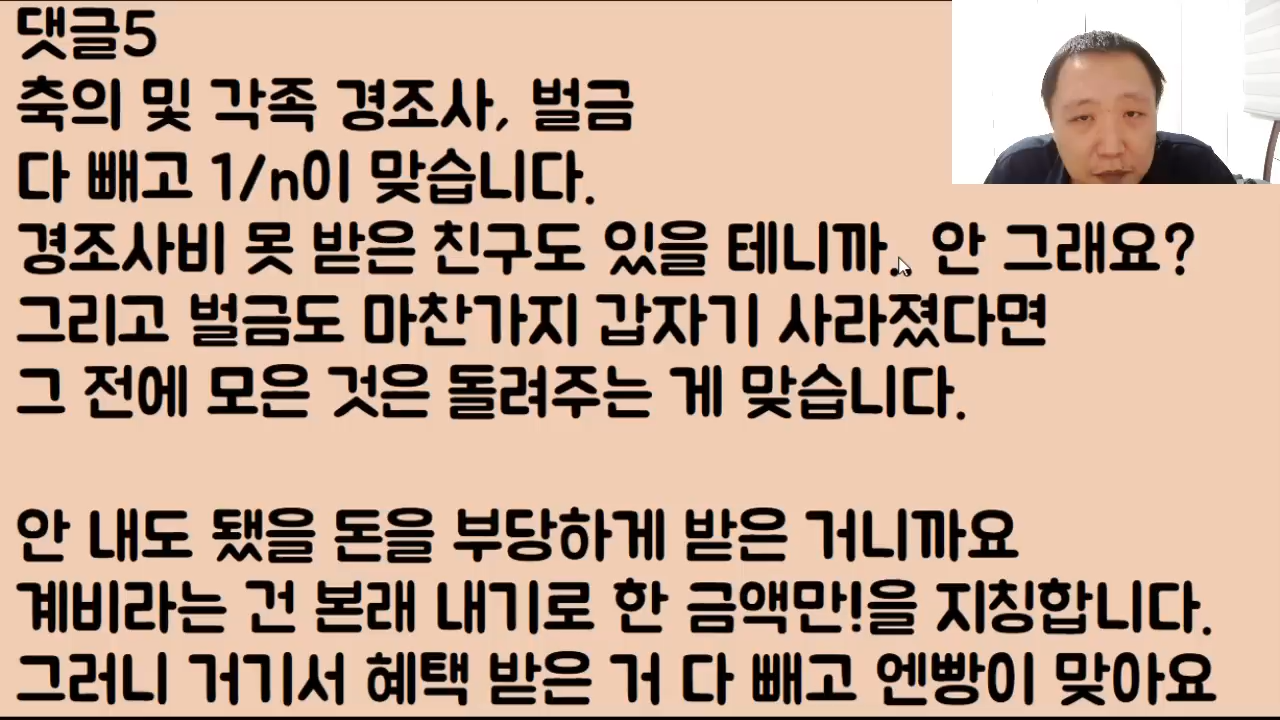 댓글5
축의 및 각족 경조사, 벌금
다 빼고 1/n이 맞습니다.
경조사비 못 받은 친구도 있을 테니까.. 안 그래요?
그리고 벌금도 마찬가지 갑자기 사라졌다면
그 전에 모은 것은 돌려주는 게 맞습니다.
안 내도 됐을 돈을 부당하게 받은 거니까요
계비라는 건 본래 내기로 한 금액만!을 지칭합니다.
그러니 거기서 혜택 받은 거 다 빼고 엔빵이 맞아요